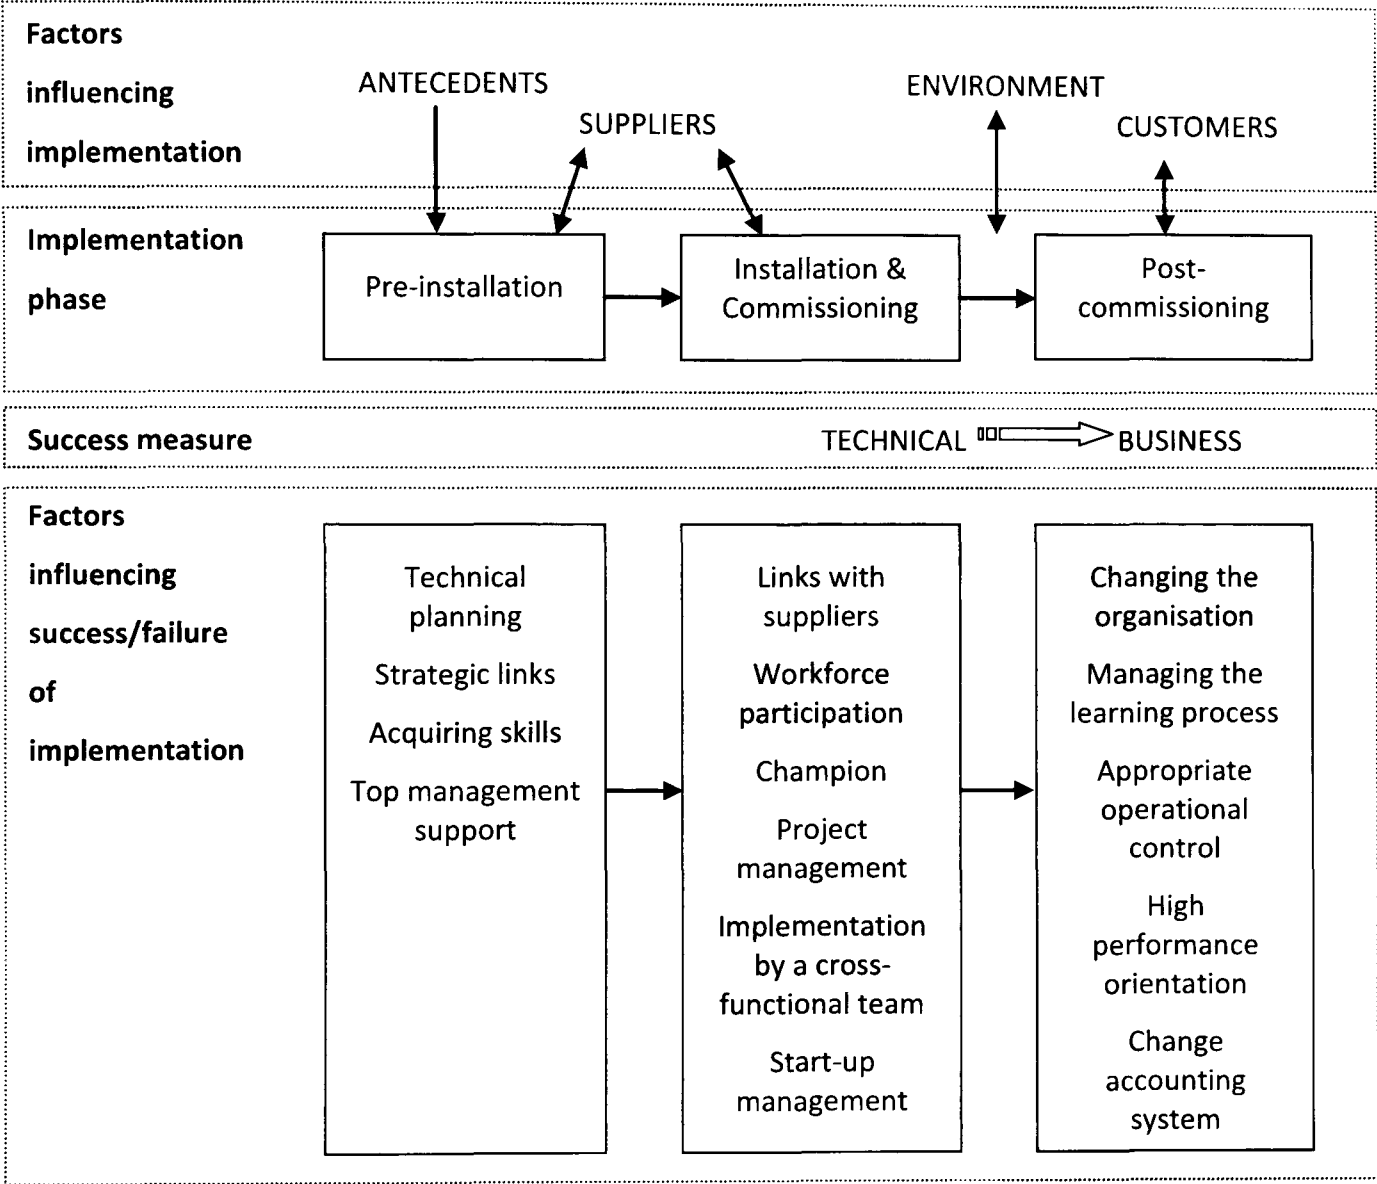 Factors
influencing
implementation
ANTECEDENTS
SUPPLIERS
ENVIRONMENT
CUSTOMERS
Implementation
phase
Pre-installation
Installation &
Commissioning
Post-
commissioning
Success measure
TECHNICAL
BUSINESS
Factors
influencing
success/failure
of
implementation
Technical
planning
Strategic links
Acquiring skills
Top management
support
Links with
suppliers
Workforce
participation
Champion
Project
management
Implementation
by a cross-
functional team
Start-up
management
Changing the
organisation
Managing the
learning process
Appropriate
operational
control
High
performance
orientation
Change
accounting
system